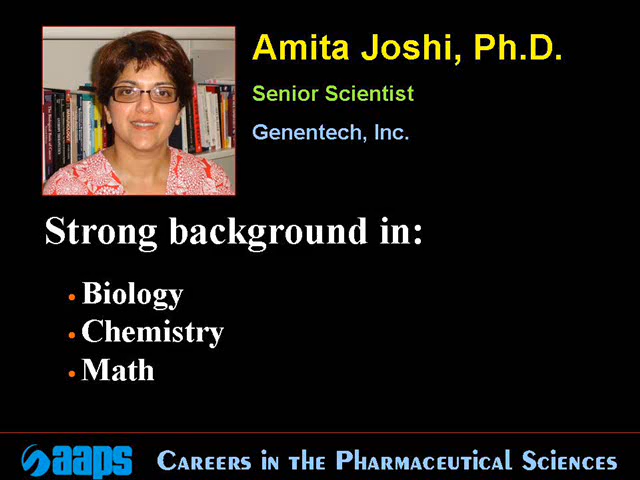 Amita Joshi, Ph.D.
Senior Scientist
Genentech, Inc.
Strong background in:
• Biology
• Chemistry
• Math
aaps Careers in the Pharmaceutical Sciences